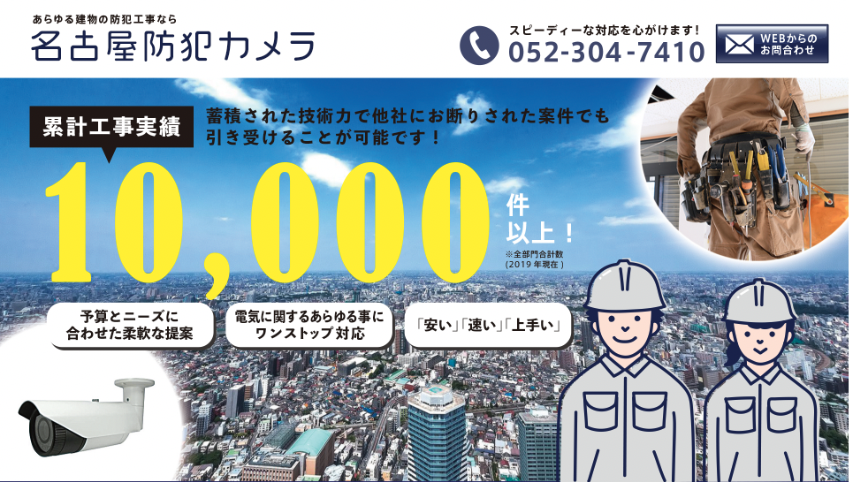 あらゆる建物の防犯工事なら
名古屋防犯カメラ
スピーディーな対応を心がけます！
052-304-7410
WEBからの
お問合わせ
累計工事実績
蓄積された技術力で他社にお断りされた案件でも
引き受けることが可能です！
10,000
件
以上！
※全部門合計数
(2019年現在)
予算とニーズに
合わせた柔軟な提案
電気に関するあらゆる事に
ワンストップ対応
「安い」「速い」「上手い」